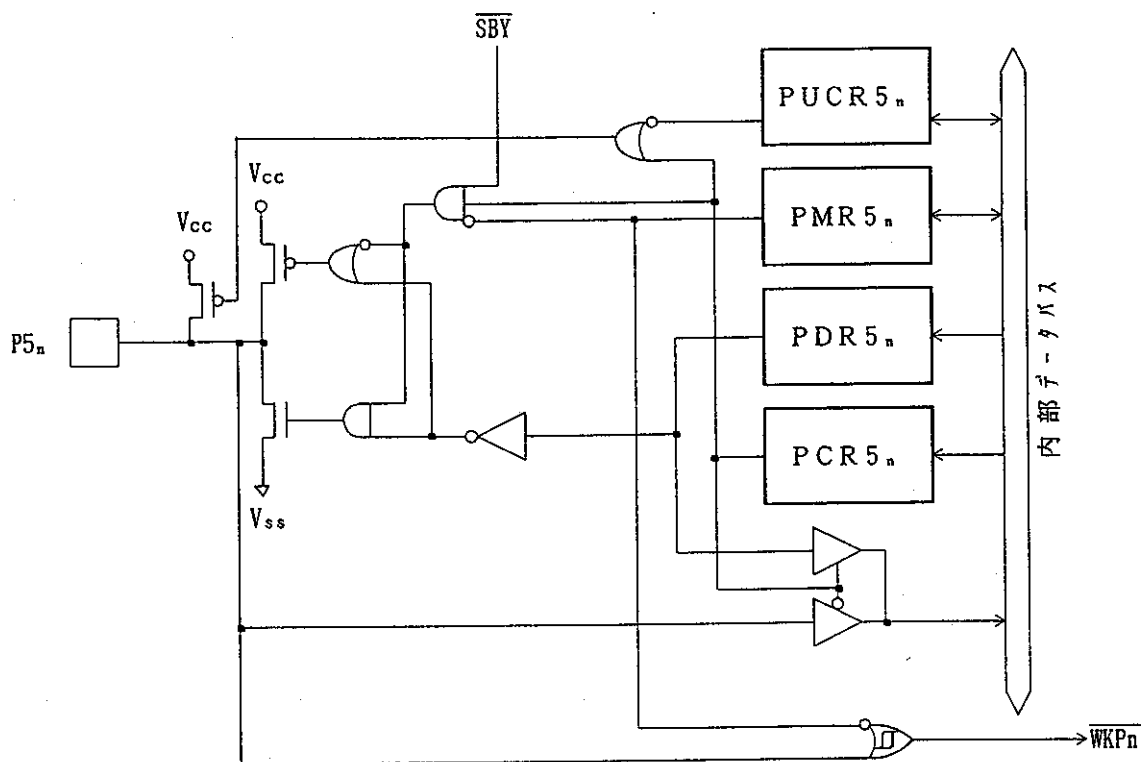 SBY
PUCR5n
Vcc
Vcc
PMR5n
P5n
PDR5n
内部データバス
PCR5n
Vss
WKPn